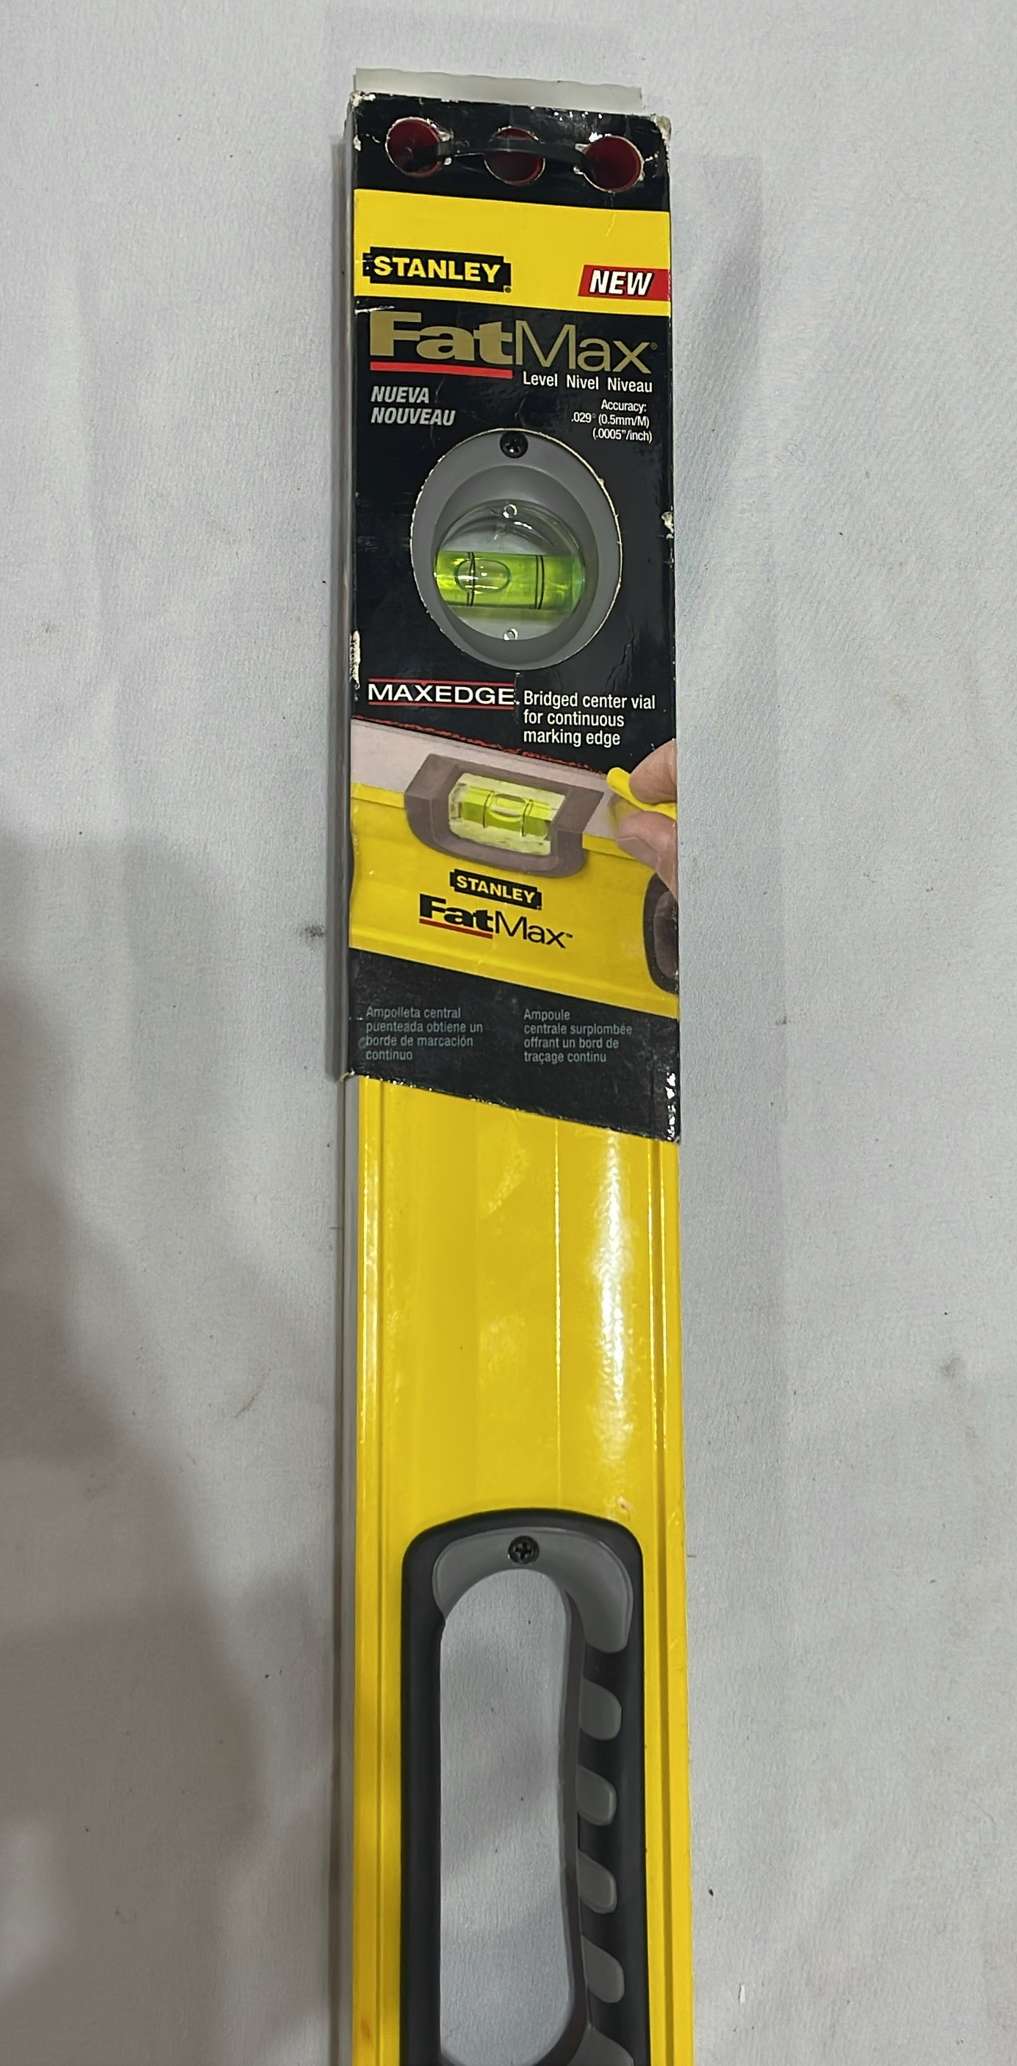 STANLEY®
NEW
FatMax®
Level Nivel Niveau
NUEVA
NOUVEAU
Accuracy:
.029° (0.5mm/M)
(.0005"/inch)
MAXEDGE™
Bridged center vial
for continuous
marking edge
STANLEY
FatMax™
Ampolleta central
puenteada obtiene un
borde de marcación
continuo
Ampoule
centrale surplombée
offrant un bord de
traçage continu